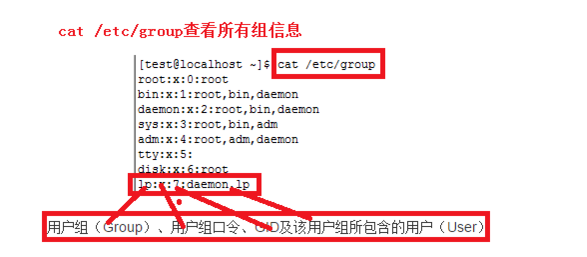 cat /etc/group查看所有组信息
[test@localhost ~]$ cat /etc/group
root:x:0:root
bin:x:1:root,bin,daemon
daemon:x:2:root,bin,daemon
sys:x:3:root,bin,adm
adm:x:4:root,adm,daemon
tty:x:5:
disk:x:6:root
lp:x:7:daemon,lp
用户组（Group）、用户组口令、GID及该用户组所包含的用户（User）